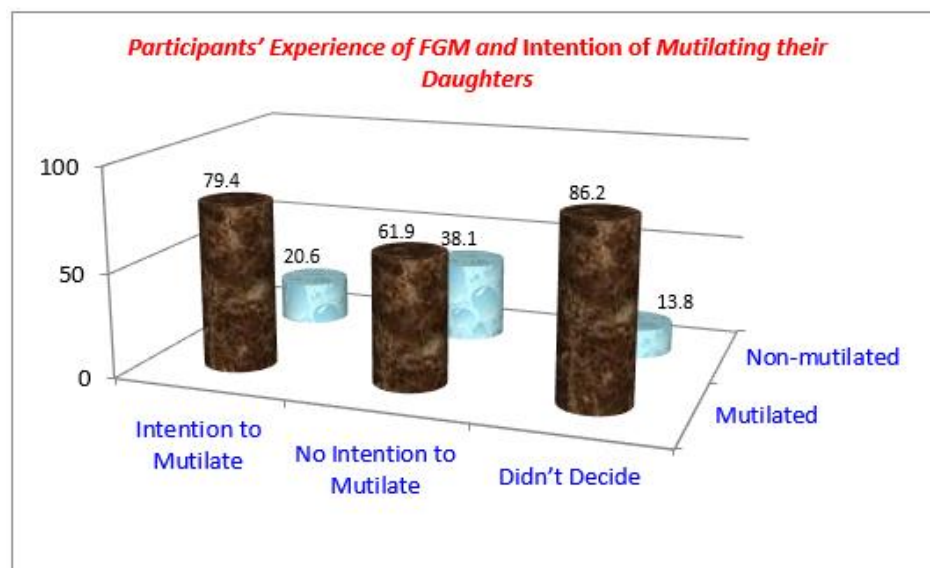 Participants’ Experience of FGM and Intention of Mutilating their
Daughters
100
50
0
79.4
20.6
61.9
38.1
86.2
13.8
Non-mutilated
Mutilated
Intention to
Mutilate
No Intention to
Mutilate
Didn’t Decide